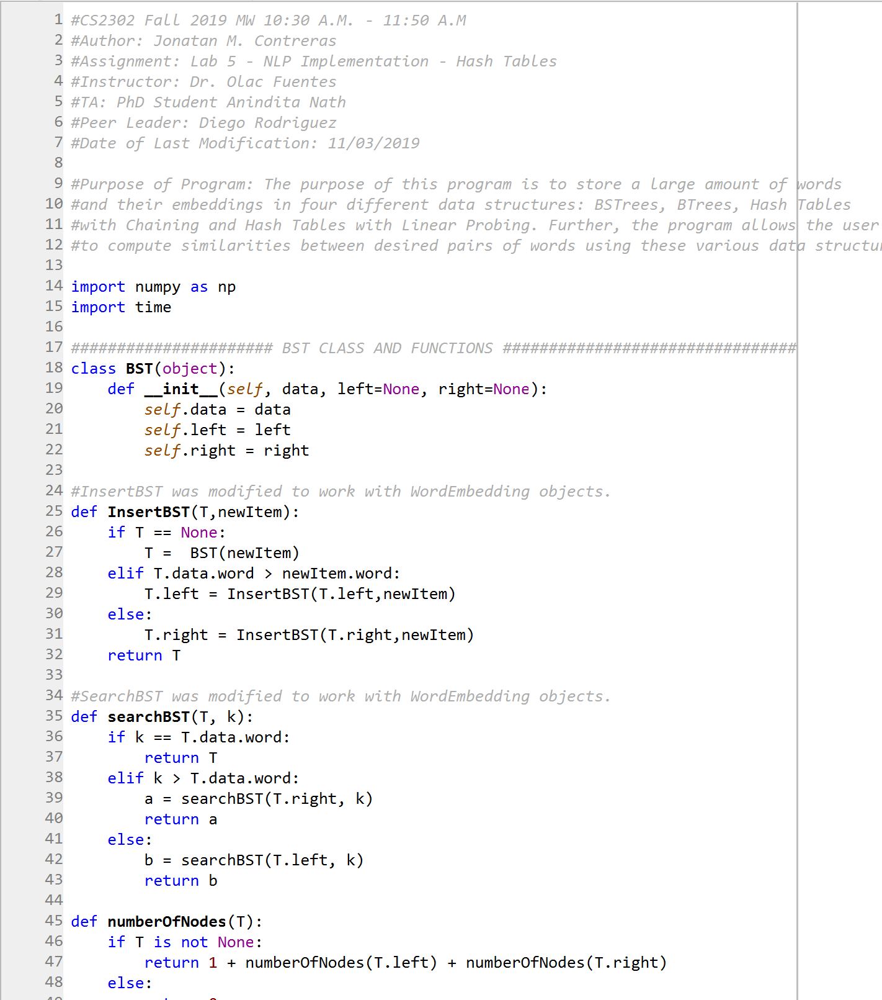 1 #CS2302 Fall 2019 MW 10:30 A.M. - 11:50 A.M
2 #Author: Jonatan M. Contreras
3 #Assignment: Lab 5 - NLP Implementation - Hash Tables
4 #Instructor: Dr. Olac Fuentes
5 #TA: PhD Student Anindita Nath
6 #Peer Leader: Diego Rodriguez
7 #Date of Last Modification: 11/03/2019
8
9 #Purpose of Program: The purpose of this program is to store a large amount of words
10 #and their embeddings in four different data structures: BSTrees, BTrees, Hash Tables
11 #with Chaining and Hash Tables with Linear Probing. Further, the program allows the user
12 #to compute similarities between desired pairs of words using these various data
13
14 import numpy as np
15 import time
16
17 ###################### BST CLASS AND FUNCTIONS ################################
18 class BST(object):
19     def __init__(self, data, left=None, right=None):
20         self.data = data
21         self.left = left
22         self.right = right
23
24 #InsertBST was modified to work with WordEmbedding objects.
25 def InsertBST(T,newItem):
26     if T == None:
27         T =  BST(newItem)
28     elif T.data.word > newItem.word:
29         T.left = InsertBST(T.left,newItem)
30     else:
31         T.right = InsertBST(T.right,newItem)
32     return T
33
34 #SearchBST was modified to work with WordEmbedding objects.
35 def searchBST(T, k):
36     if k == T.data.word:
37         return T
38     elif k > T.data.word:
39         a = searchBST(T.right, k)
40         return a
41     else:
42         b = searchBST(T.left, k)
43         return b
44
45 def numberOfNodes(T):
46     if T is not None:
47         return 1 + numberOfNodes(T.left) + numberOfNodes(T.right)
48     else: